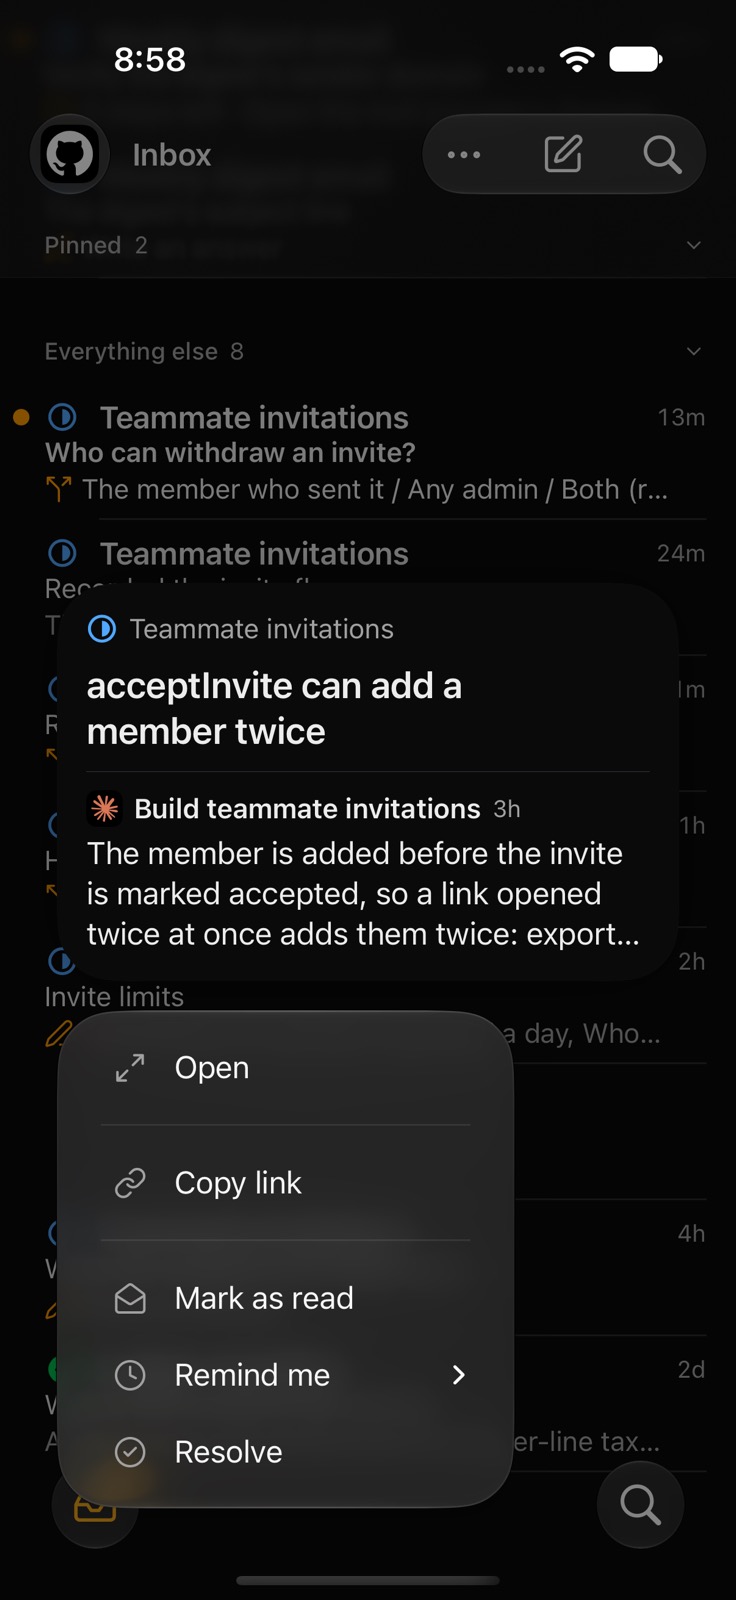 8:58
Inbox
Pinned 2
Everything else 8
Teammate invitations 13m
Who can withdraw an invite?
The member who sent it / Any admin / Both (r...
Teammate invitations 24m
Teammate invitations
acceptInvite can add a
member twice
Build teammate invitations 3h
The member is added before the invite
is marked accepted, so a link opened
twice at once adds them twice: export...
1h
2h
Invite limits
a day, Who...
Open
Copy link
Mark as read
Remind me
Resolve
4h
2d
er-line tax...